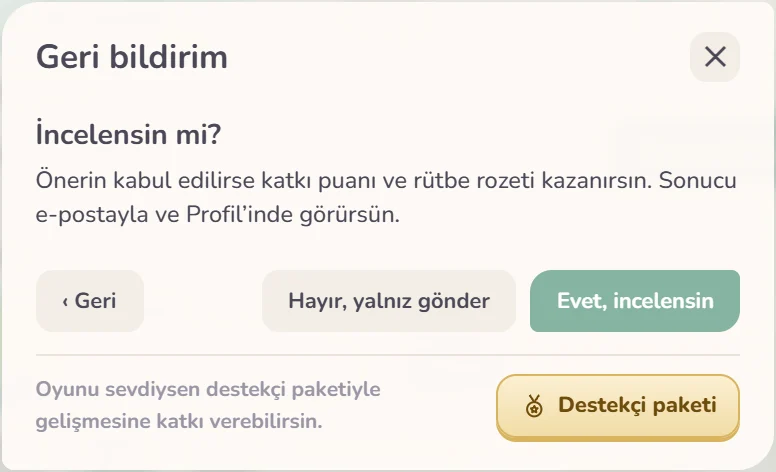 Geri bildirim
İncelensin mi?
Önerin kabul edilirse katkı puanı ve rütbe rozeti kazanırsın. Sonucu
e-postayla ve Profil’inde görürsün.
‹ Geri
Hayır, yalnız gönder
Evet, incelensin
Oyunu sevdiysen destekçi paketiyle
gelişmesine katkı verebilirsin.
Destekçi paketi